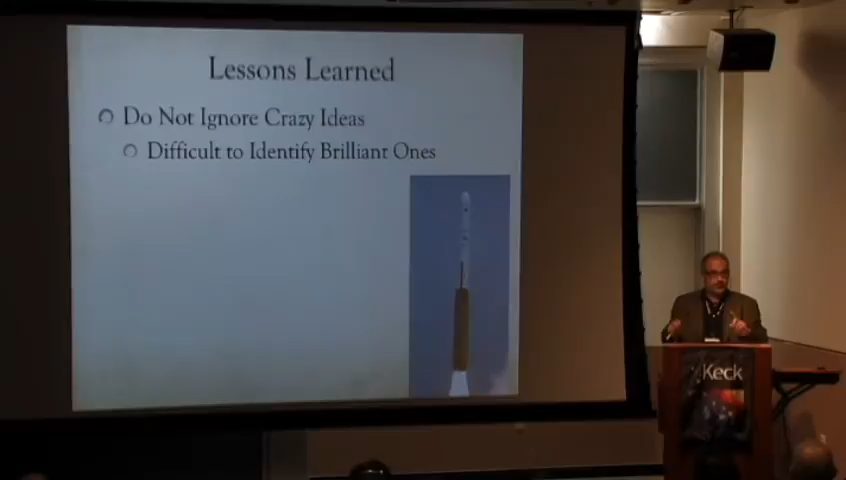 Lessons Learned
Do Not Ignore Crazy Ideas
Difficult to Identify Brilliant Ones
Keck